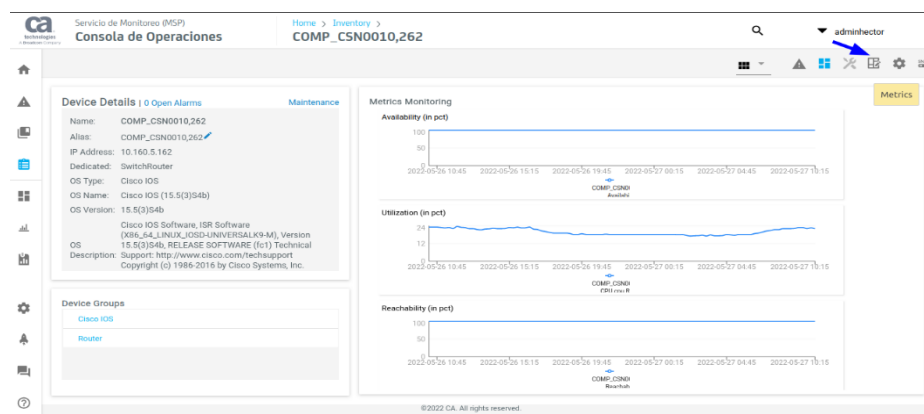 ca
technologies
Servicio de Monitoreo (MSP)
Consola de Operaciones
Home > Inventory >
COMP_CSN0010,262
adminhector
Metrics
Device Details | 0 Open Alarms
Maintenance
Name: COMP_CSN0010,262
Alias: COMP_CSN0010,262
IP Address: 10.160.5.162
Dedicated: SwitchRouter
OS Type: Cisco IOS
OS Name: Cisco IOS (15.5(3)S4b)
OS Version: 15.5(3)S4b
OS Description: Cisco IOS Software, ISR Software
(X86_64_LINUX_IOSD-UNIVERSALK9-M), Version
15.5(3)S4b, RELEASE SOFTWARE (fc1) Technical
Support: http://www.cisco.com/techsupport
Copyright (c) 1986-2016 by Cisco Systems, Inc.
Device Groups
Cisco IOS
Router
Metrics Monitoring
Availability (in pct)
100
50
0
2022-05-26 10:45 2022-05-26 15:15 2022-05-26 19:45 2022-05-27 00:15 2022-05-27 04:45 2022-05-27 10:15
COMP_CSN0
Availabi
Utilization (in pct)
24
12
0
2022-05-26 10:45 2022-05-26 15:15 2022-05-26 19:45 2022-05-27 00:15 2022-05-27 04:45 2022-05-27 10:15
COMP_CSN0
CPU cpu R
Reachability (in pct)
100
50
0
2022-05-26 10:45 2022-05-26 15:15 2022-05-26 19:45 2022-05-27 00:15 2022-05-27 04:45 2022-05-27 10:15
COMP_CSN0
Reachab
©2022 CA. All rights reserved.